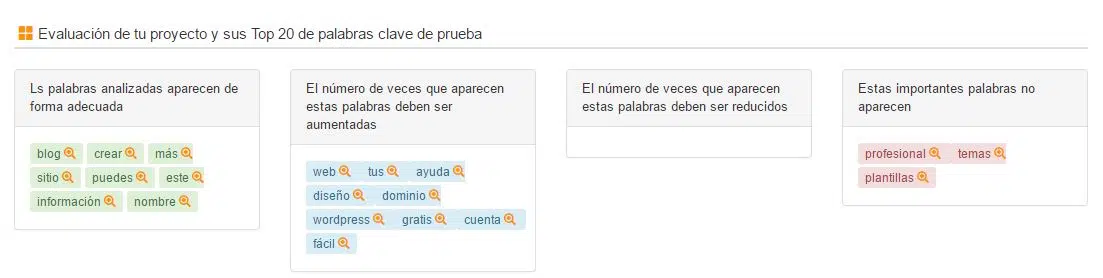 Evaluación de tu proyecto y sus Top 20 de palabras clave de prueba
Ls palabras analizadas aparecen de
forma adecuada
blog crear más
sitio puedes este
información nombre
El número de veces que aparecen
estas palabras deben ser
aumentadas
web tus ayuda
diseño dominio
wordpress gratis cuenta
fácil
El número de veces que aparecen
estas palabras deben ser reducidos
Estas importantes palabras no
aparecen
profesional temas
plantillas